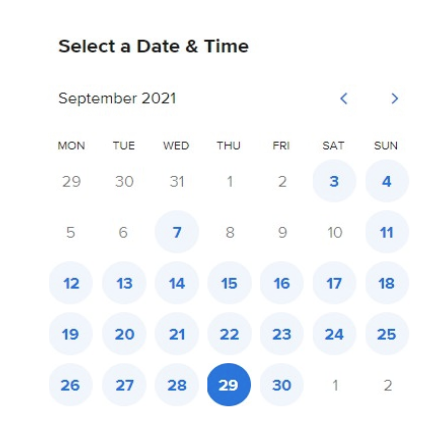 Select a Date & Time
September 2021
MON TUE WED THU FRI SAT SUN
29 30 31 1 2 3 4
5 6 7 8 9 10 11
12 13 14 15 16 17 18
19 20 21 22 23 24 25
26 27 28 29 30 1 2